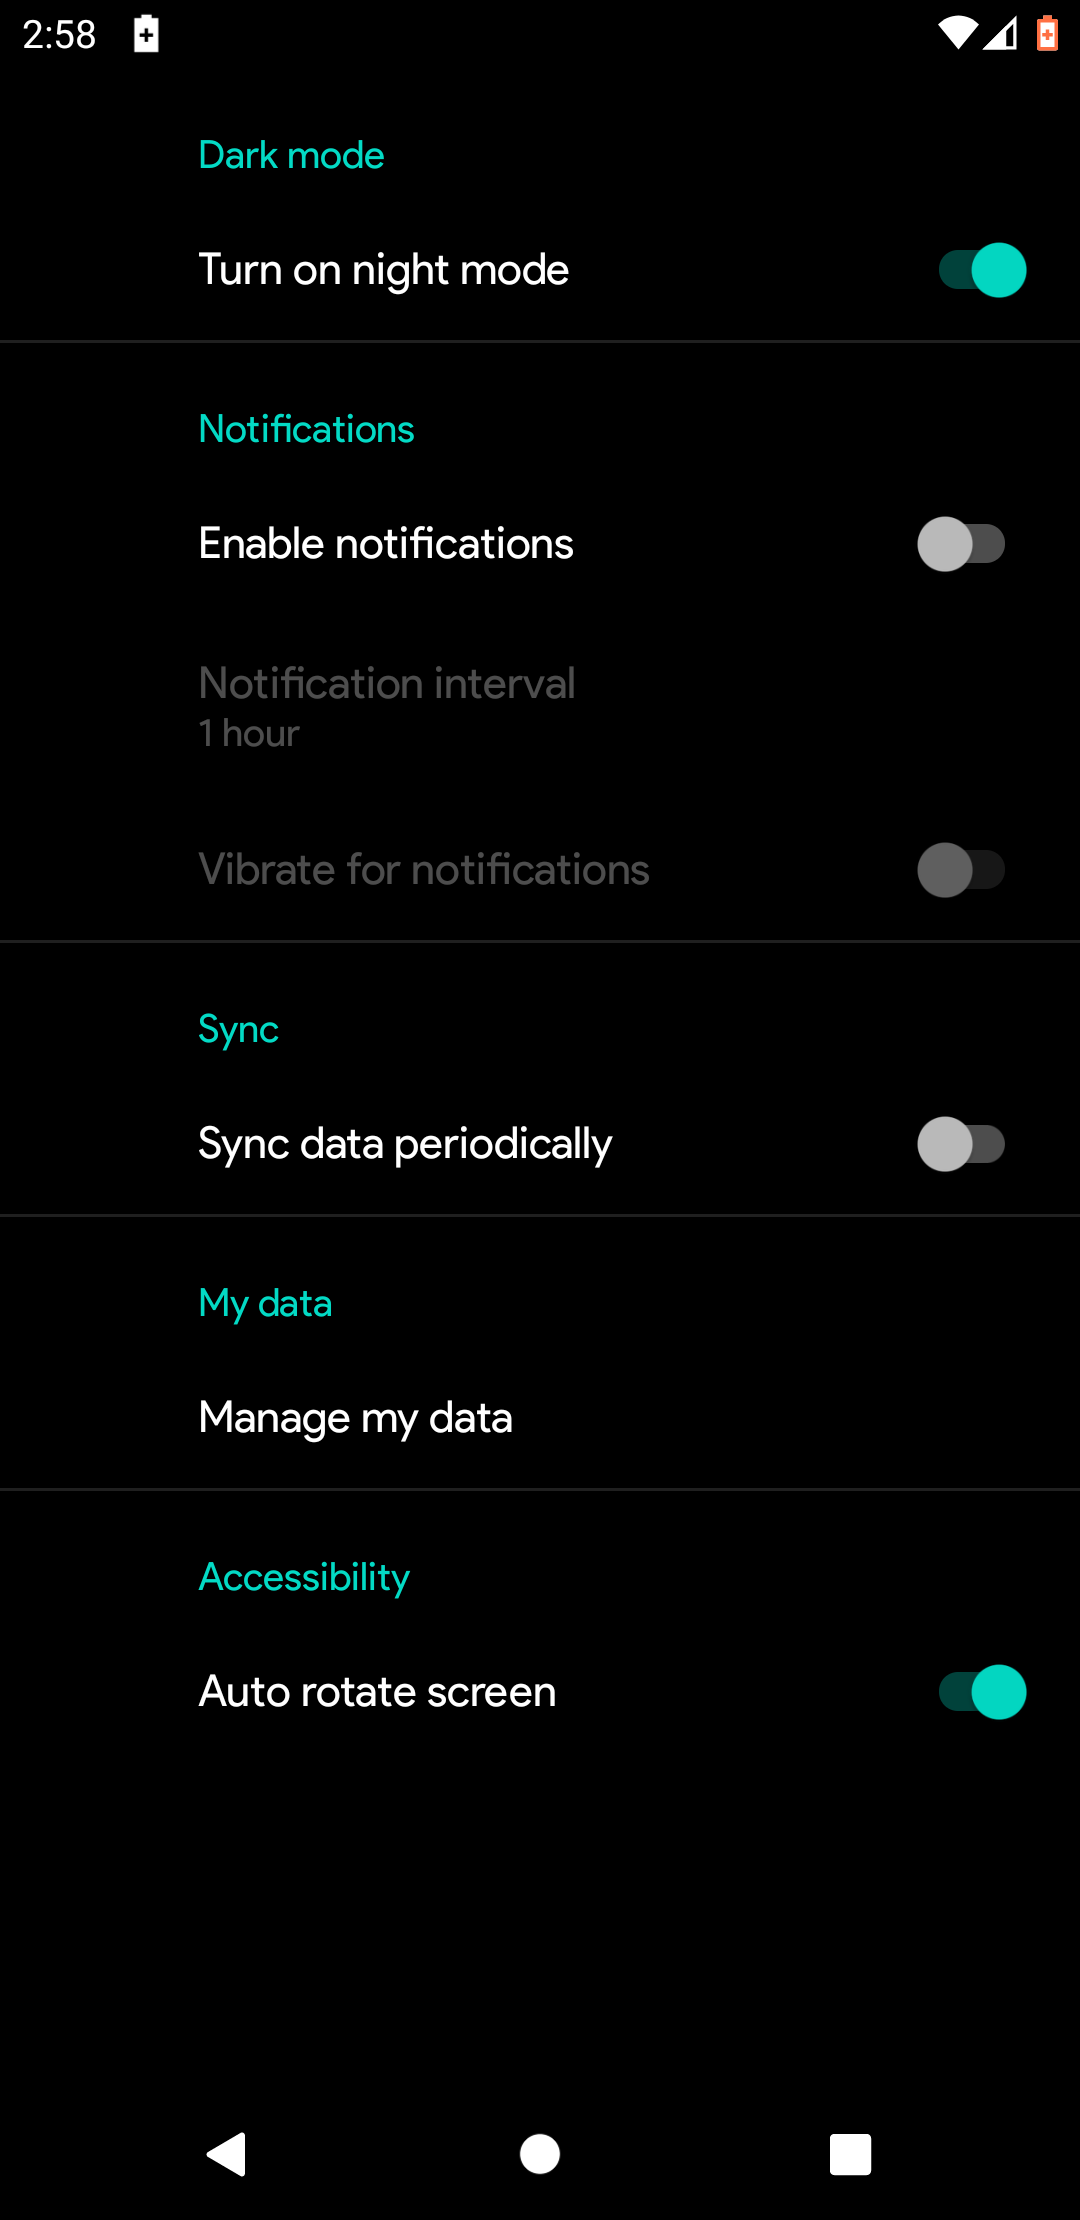 2:58
Dark mode
Turn on night mode
Notifications
Enable notifications
Notification interval
1 hour
Vibrate for notifications
Sync
Sync data periodically
My data
Manage my data
Accessibility
Auto rotate screen